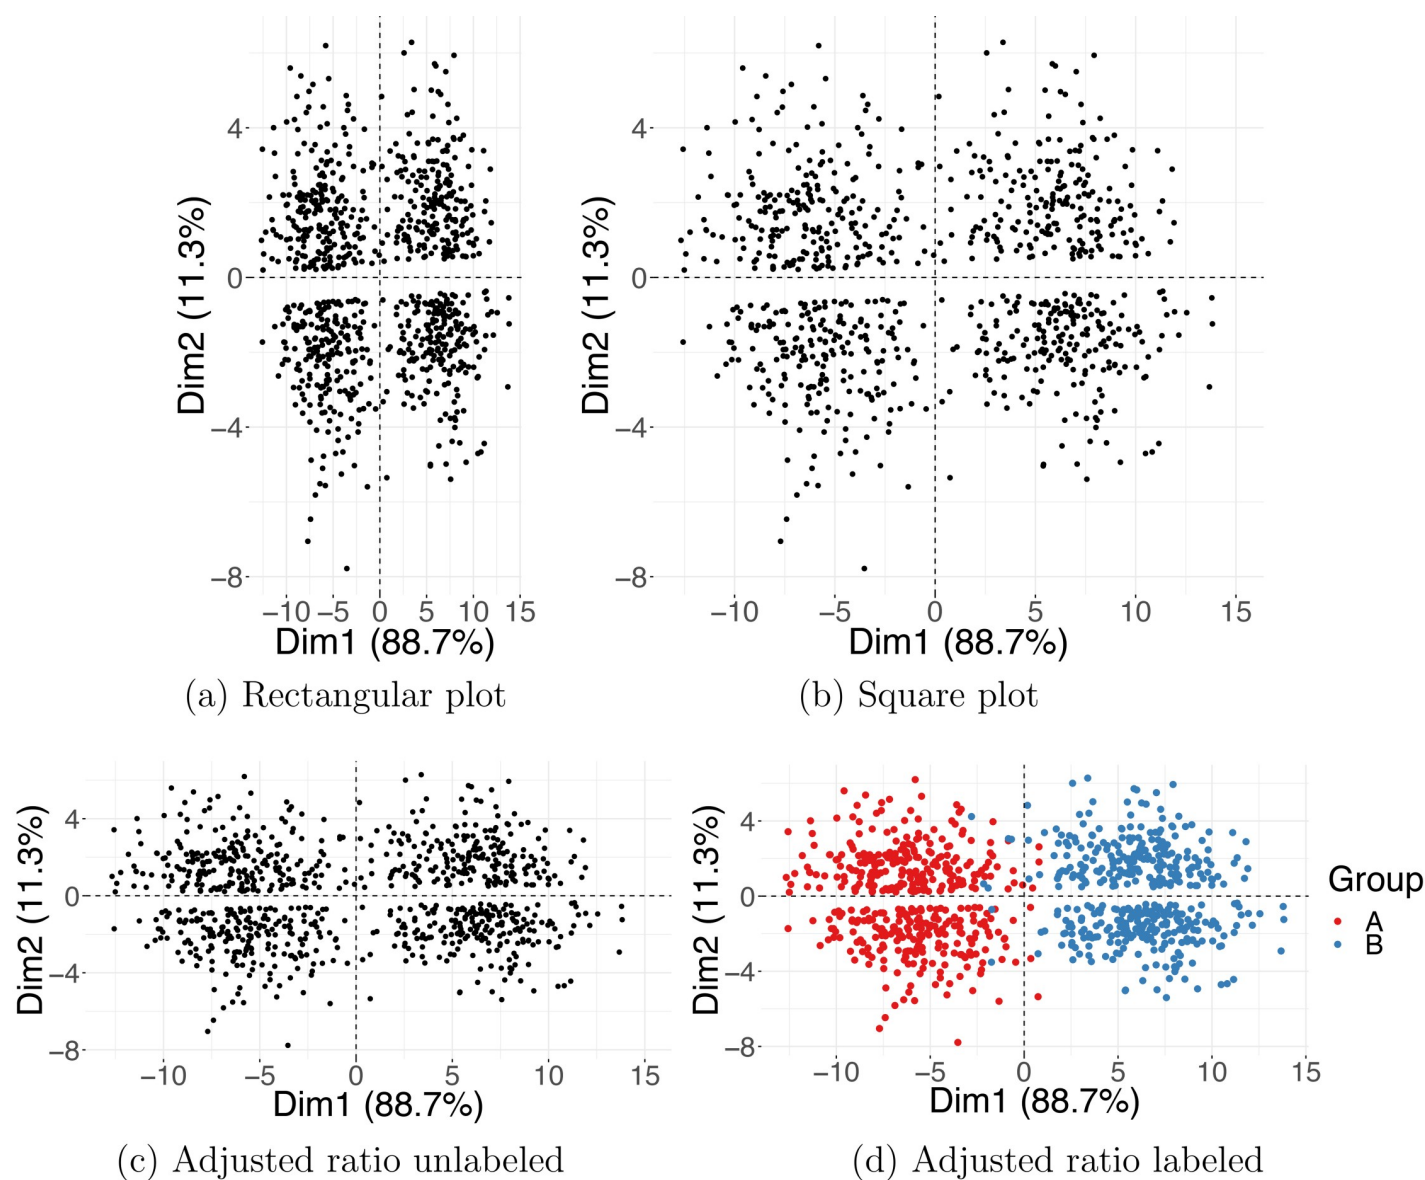 4
0
−4
−8
Dim2 (11.3%)
−10 −5 0 5 10 15
Dim1 (88.7%)
(a) Rectangular plot
4
0
−4
−8
Dim2 (11.3%)
−10 −5 0 5 10 15
Dim1 (88.7%)
(b) Square plot
4
0
−4
−8
Dim2 (11.3%)
−10 −5 0 5 10 15
Dim1 (88.7%)
(c) Adjusted ratio unlabeled
4
0
−4
−8
Dim2 (11.3%)
−10 −5 0 5 10 15
Dim1 (88.7%)
Group
A
B
(d) Adjusted ratio labeled